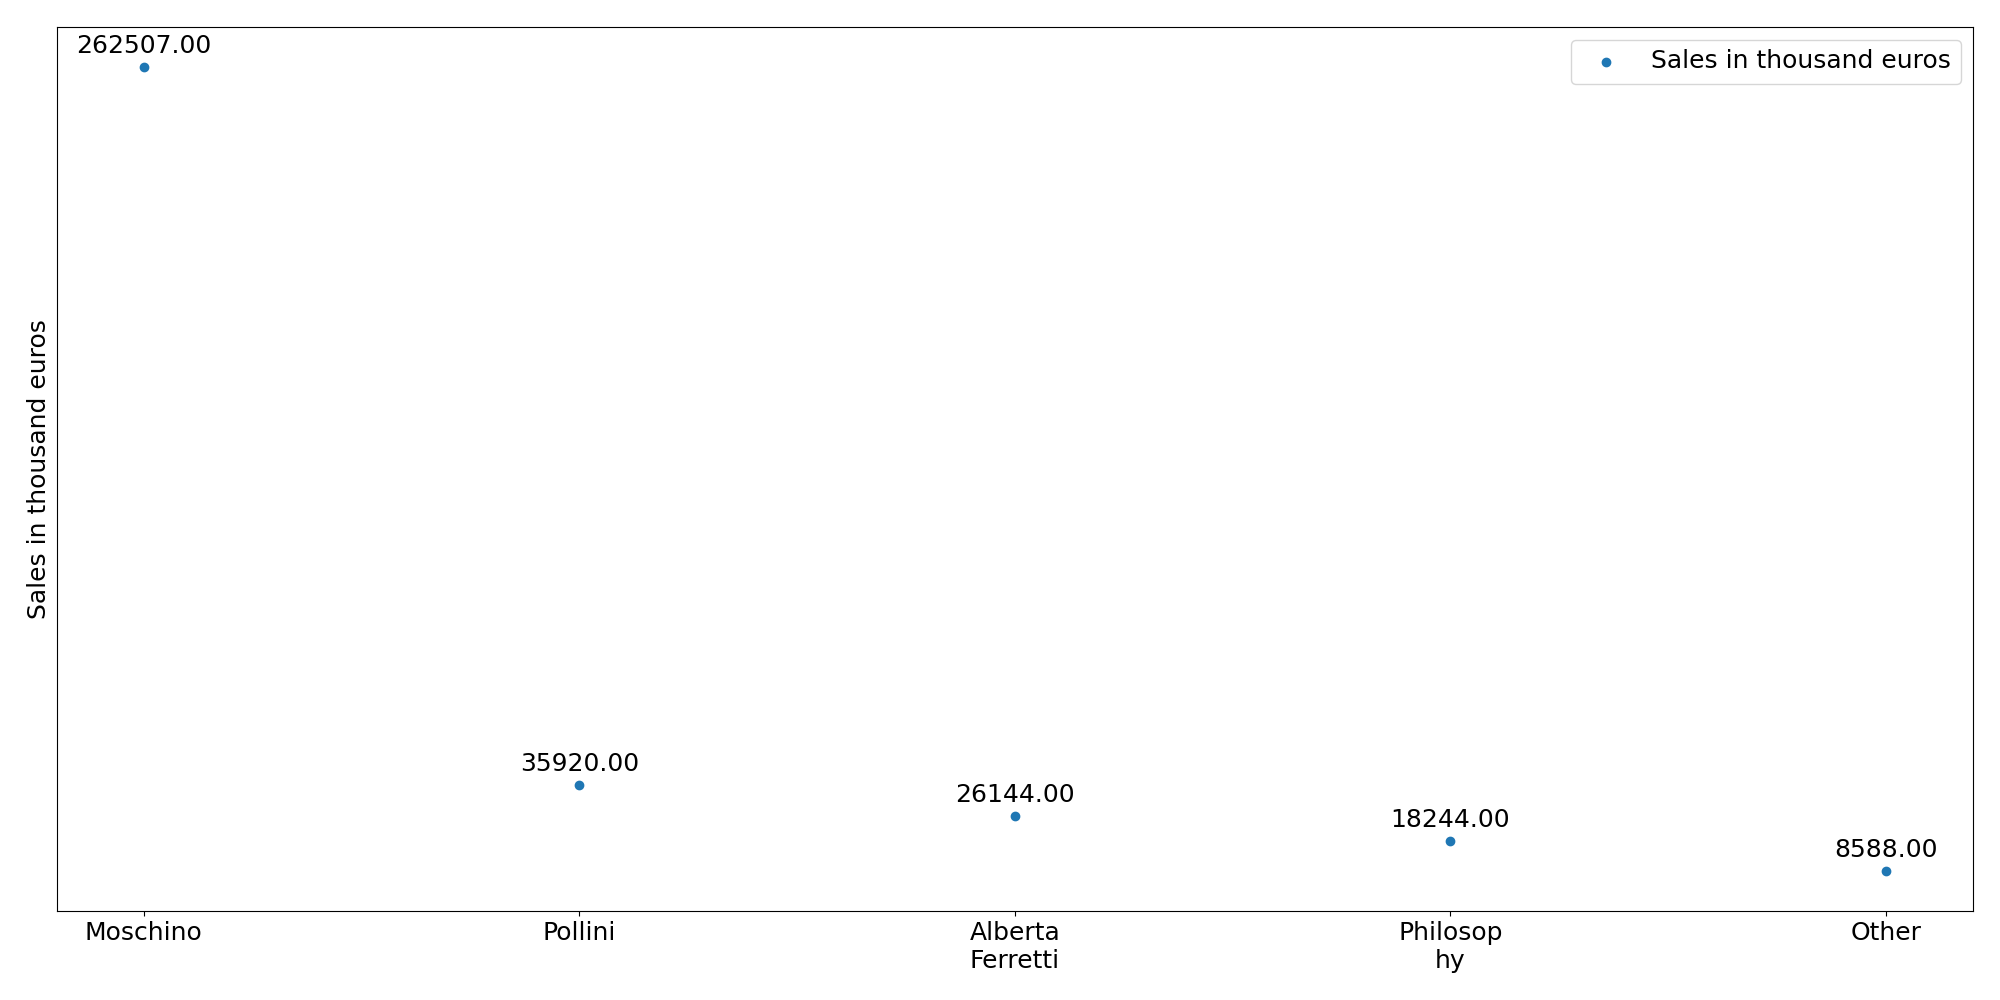 262507.00
Sales in thousand euros
Sales in thousand euros
35920.00
26144.00
18244.00
8588.00
Moschino
Pollini
Alberta
Ferretti
Philosop
hy
Other